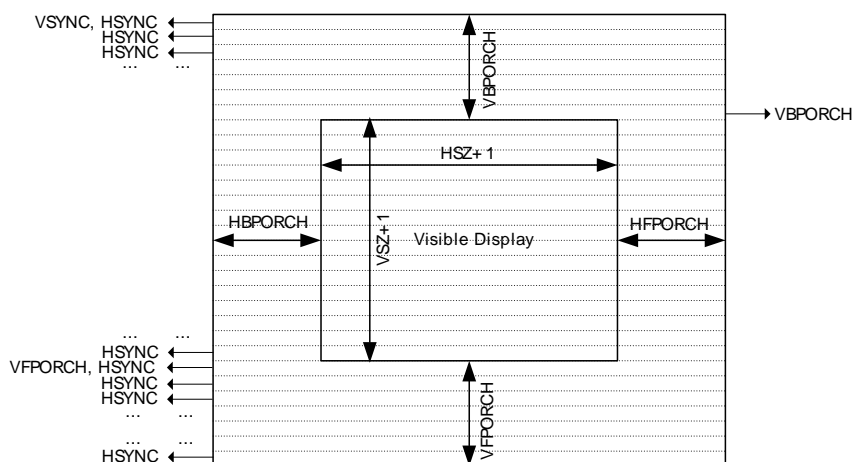 VSYNC, HSYNC
HSYNC
HSYNC
... ...
VBPORCH
VBPORCH
HSZ+1
HBPORCH
VSZ+1
Visible Display
HFPORCH
... ...
HSYNC
VFPORCH, HSYNC
HSYNC
HSYNC
... ...
VFPORCH
... ...
HSYNC